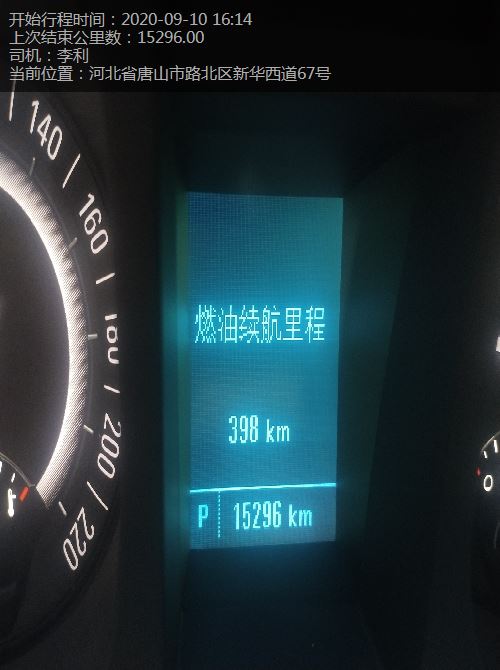 开始行程时间：2020-09-10 16:14
上次结束公里数：15296.00
司机：李利
当前位置：河北省唐山市路北区新华西道67号
140
160
180
200
220
燃油续航里程
398 km
P 15296 km
0